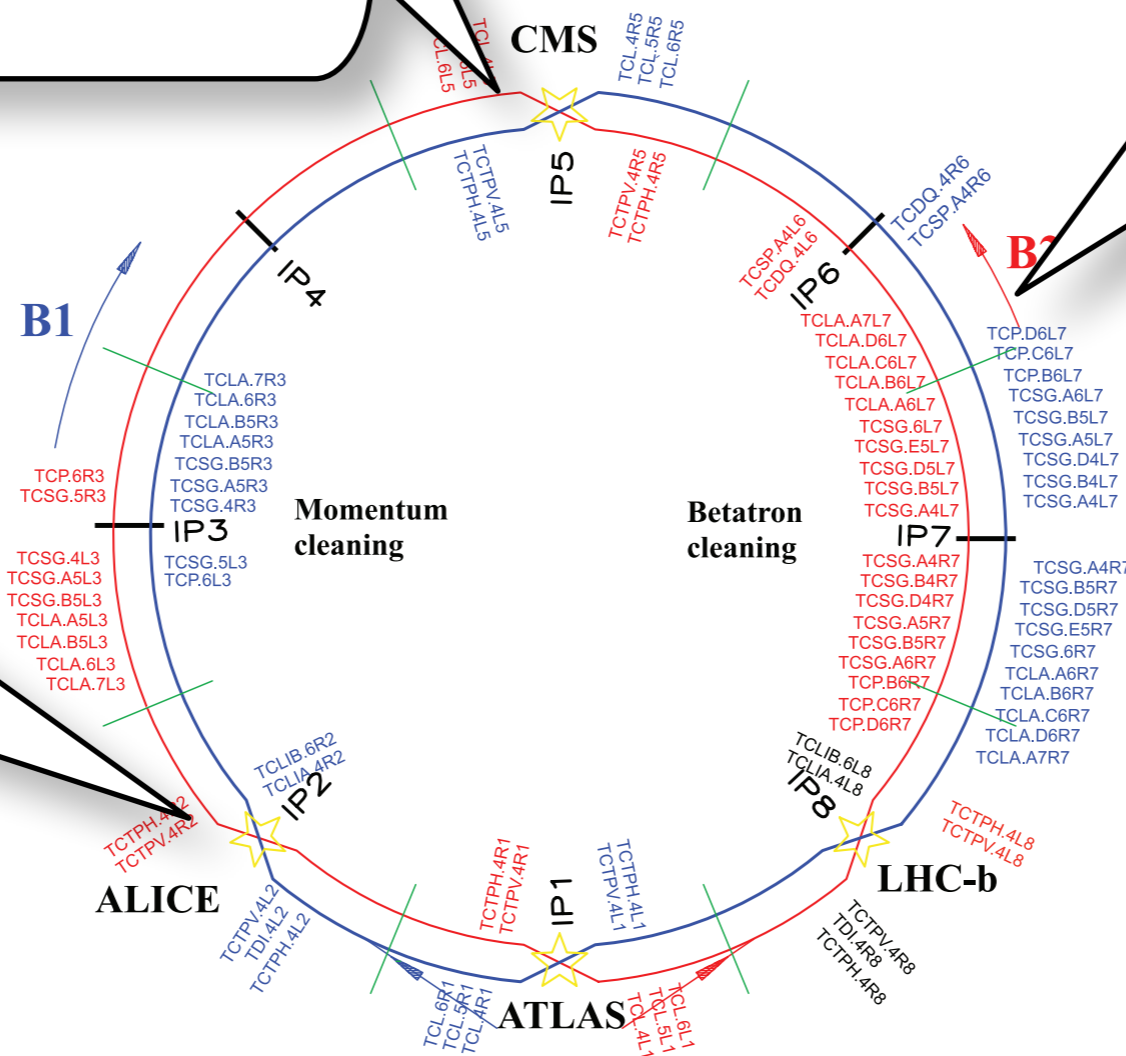 CMS
TCL.4R5
TCL.5R5
TCL.6R5
CL.6L5
IP5
TCTPV.4L5
TCTPH.4L5
TCTPV.4R5
TCTPH.4R5
TCDQ.4R6
TCSP.A4R6
TCSP.A4L6
TCDQ.4L6
IP6
IP4
B1
TCLA.A7L7
TCLA.D6L7
TCLA.C6L7
TCLA.B6L7
TCLA.A6L7
TCSG.6L7
TCSG.E5L7
TCSG.D5L7
TCSG.B5L7
TCSG.A4L7
TCP.D6L7
TCP.C6L7
TCP.B6L7
TCSG.A6L7
TCSG.B5L7
TCSG.A5L7
TCSG.D4L7
TCSG.B4L7
TCSG.A4L7
TCLA.7R3
TCLA.6R3
TCLA.B5R3
TCLA.A5R3
TCSG.B5R3
TCSG.A5R3
TCSG.4R3
TCP.6R3
TCSG.5R3
IP3
Momentum
cleaning
Betatron
cleaning
IP7
TCSG.5L3
TCP.6L3
TCSG.4L3
TCSG.A5L3
TCSG.B5L3
TCLA.A5L3
TCLA.B5L3
TCLA.6L3
TCLA.7L3
TCSG.A4R7
TCSG.B4R7
TCSG.D4R7
TCSG.A5R7
TCSG.B5R7
TCSG.A6R7
TCP.B6R7
TCP.C6R7
TCP.D6R7
TCSG.A4R7
TCSG.B5R7
TCSG.D5R7
TCSG.E5R7
TCSG.6R7
TCLA.A6R7
TCLA.B6R7
TCLA.C6R7
TCLA.D6R7
TCLA.A7R7
TCLIB.6R2
TCLIA.4R2
IP2
TCLIB.6L8
TCLIA.4L8
IP8
TCTPV.4R2
TCTPH.4L8
TCTPV.4L8
ALICE
LHC-b
TCTPV.4L2
TDI.4L2
TCTPH.4L2
TCTPH.4R1
TCTPV.4R1
IP1
TCTPH.4L1
TCTPV.4L1
TCTPV.4R8
TDI.4R8
TCTPH.4R8
TCL.6R1
TCL.5R1
TCL.4R1
ATLAS
TCL.6L1
TCL.5L1
TCL.4L1